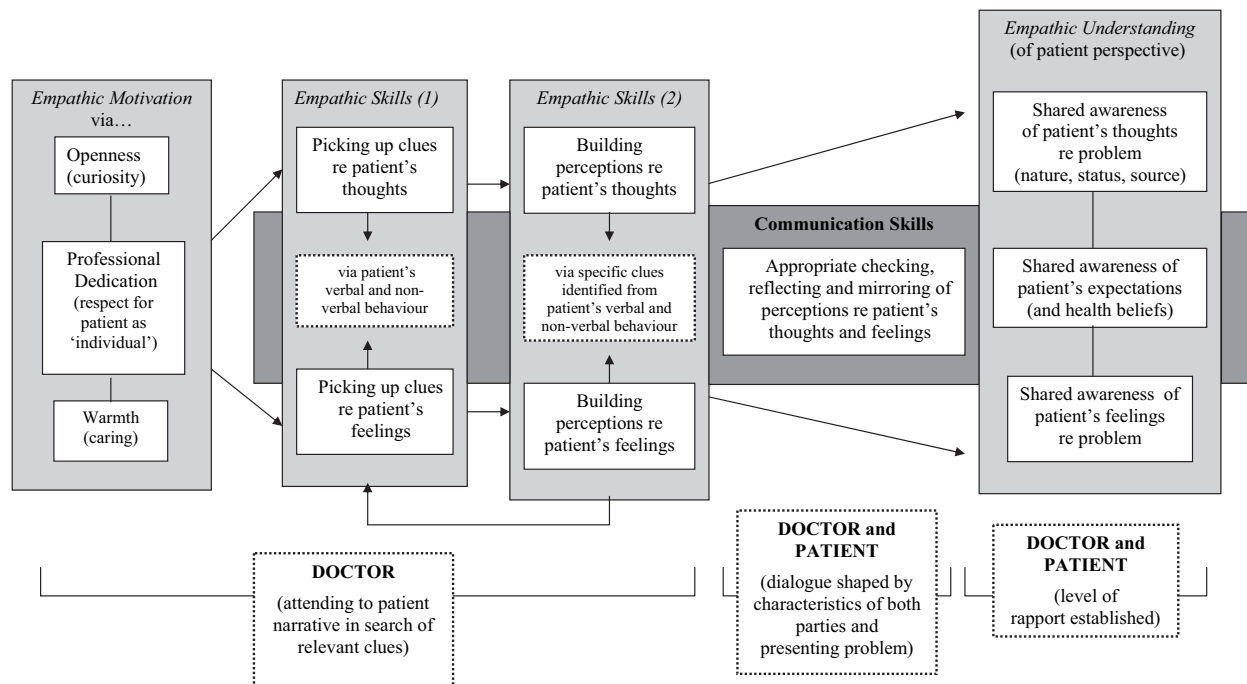 Empathic Motivation
via…
Openness
(curiosity)
Professional
Dedication
(respect for
patient as
‘individual’)
Warmth
(caring)
Empathic Skills (1)
Picking up clues
re patient’s
thoughts
via patient’s
verbal and non-
verbal behaviour
Picking up clues
re patient’s
feelings
Empathic Skills (2)
Building
perceptions re
patient’s thoughts
via specific clues
identified from
patient’s verbal and
non-verbal behaviour
Building
perceptions re
patient’s feelings
Communication Skills
Appropriate checking,
reflecting and mirroring of
perceptions re patient’s
thoughts and feelings
Empathic Understanding
(of patient perspective)
Shared awareness
of patient’s thoughts
re problem
(nature, status, source)
Shared awareness of
patient’s expectations
(and health beliefs)
Shared awareness of
patient’s feelings
re problem
DOCTOR
(attending to patient
narrative in search of
relevant clues)
DOCTOR and
PATIENT
(dialogue shaped by
characteristics of both
parties and
presenting problem)
DOCTOR and
PATIENT
(level of
rapport established)